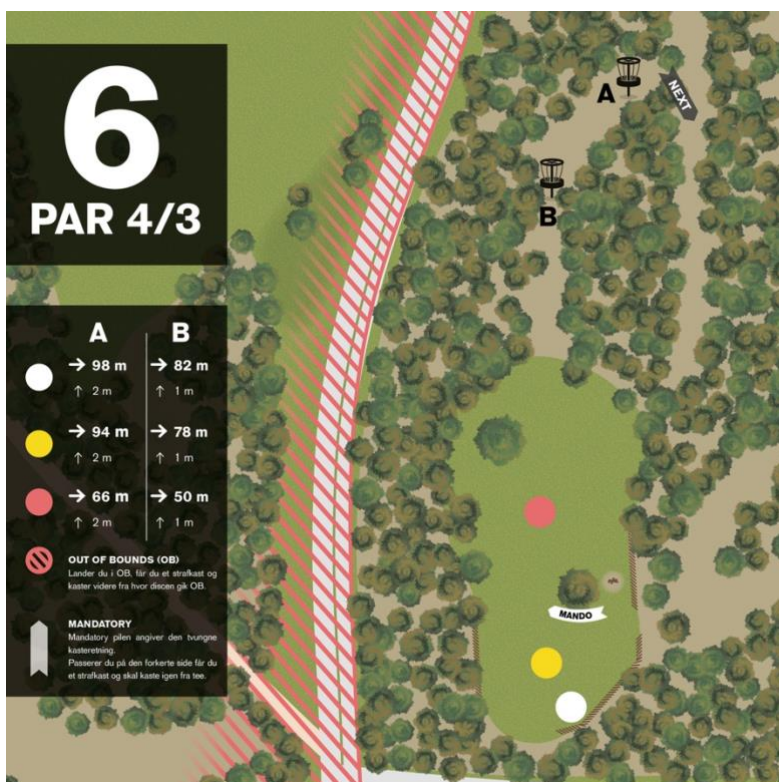 6
PAR 4/3
A
B
→ 98 m
→ 82 m
↑ 2 m
↑ 1 m
→ 94 m
→ 78 m
↑ 2 m
↑ 1 m
→ 66 m
→ 50 m
↑ 2 m
↑ 1 m
OUT OF BOUNDS (OB)
Lander du i OB, får du et strafkast og
kaster videre fra hvor discen gik OB.
MANDATORY
Mandatory pilen angiver den tvungne
kasteretning.
Passerer du på den forkerte side får du
et strafkast og skal kaste igen fra tee.
A
NEXT
B
MANDO